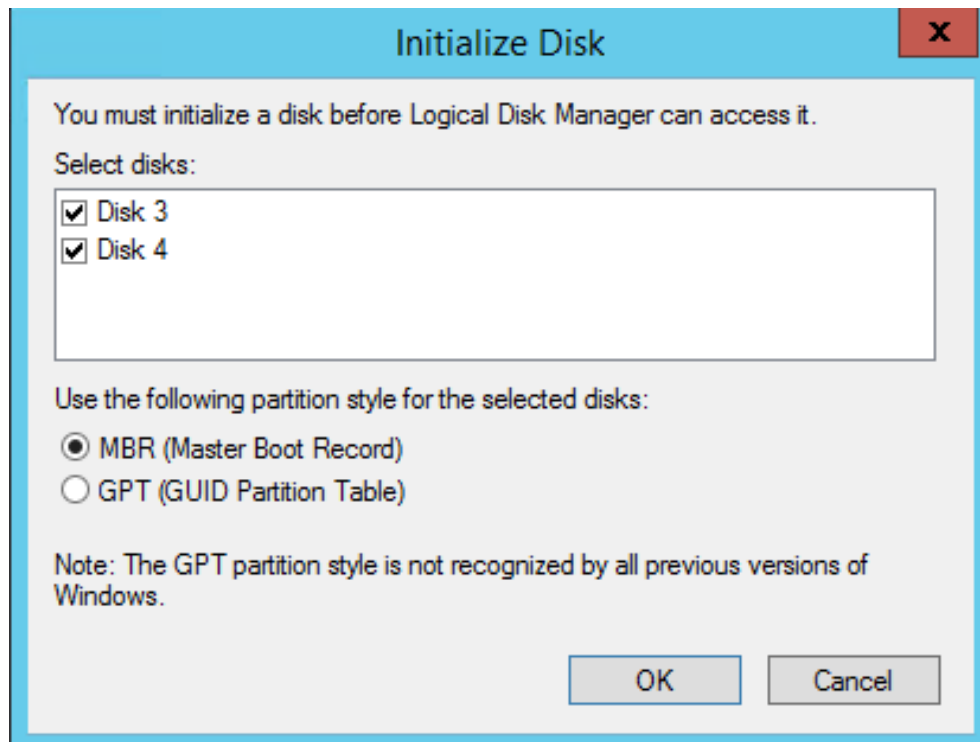 Initialize Disk
x
You must initialize a disk before Logical Disk Manager can access it.
Select disks:
Disk 3
Disk 4
Use the following partition style for the selected disks:
MBR (Master Boot Record)
GPT (GUID Partition Table)
Note: The GPT partition style is not recognized by all previous versions of
Windows.
OK
Cancel